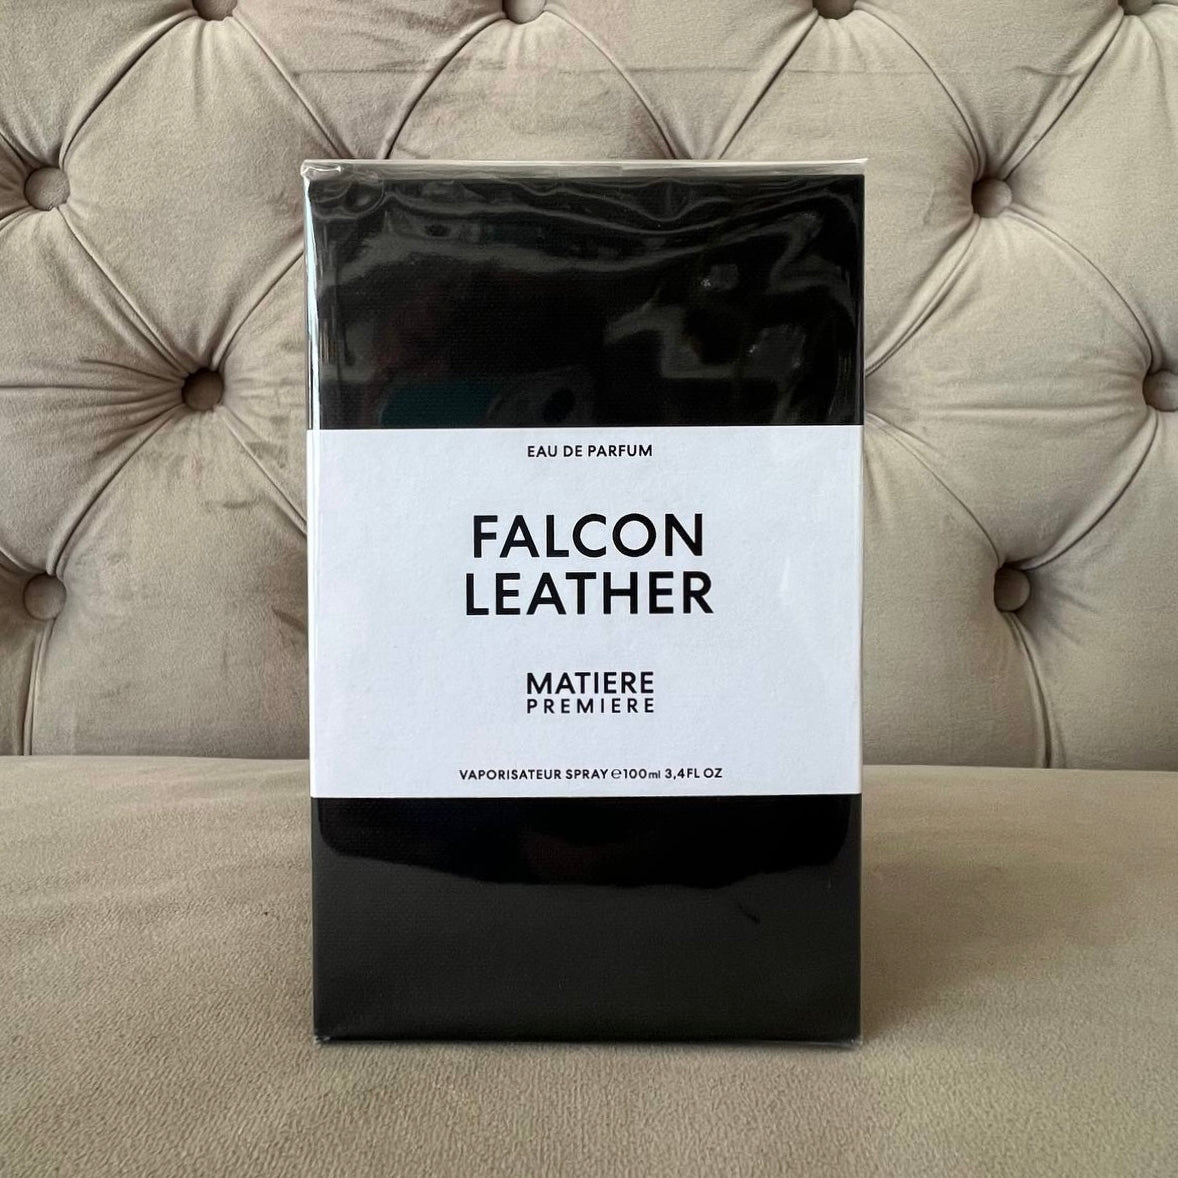 EAU DE PARFUM
FALCON
LEATHER
MATIERE
PREMIERE
VAPORISATEUR SPRAY ℮100ml 3,4FL OZ